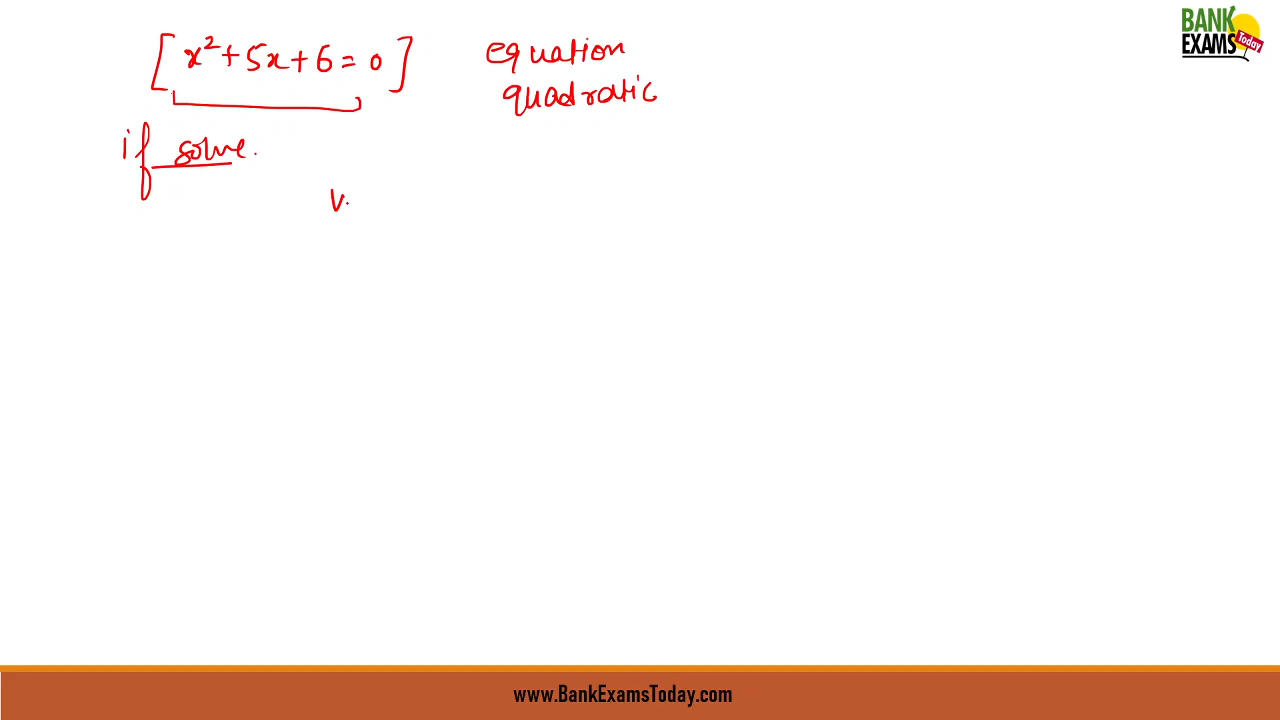 [x²+5x+6=0] equation
quadratic
if solve.
v.
BANK
EXAMS
Today
www.BankExamsToday.com